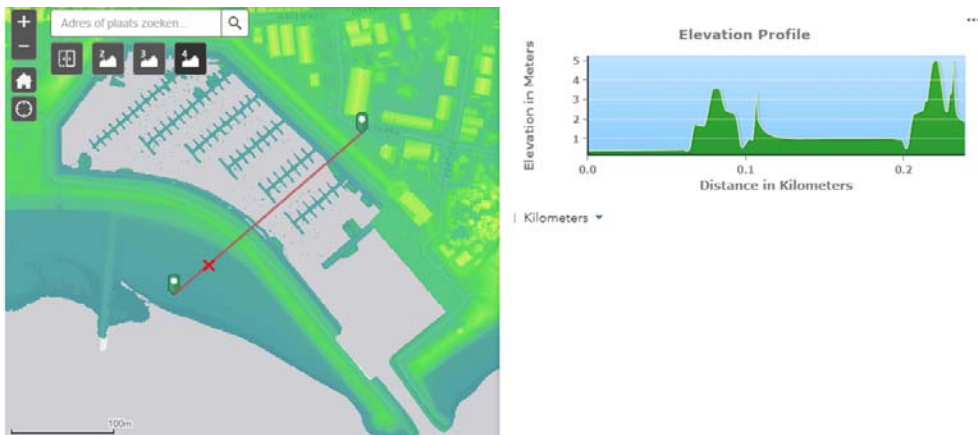 +
Adres of plaats zoeken...
−
2
3
4
100m
Elevation Profile
...
Elevation in Meters
5
4
3
2
1
0.0
0.1
0.2
Distance in Kilometers
| Kilometers